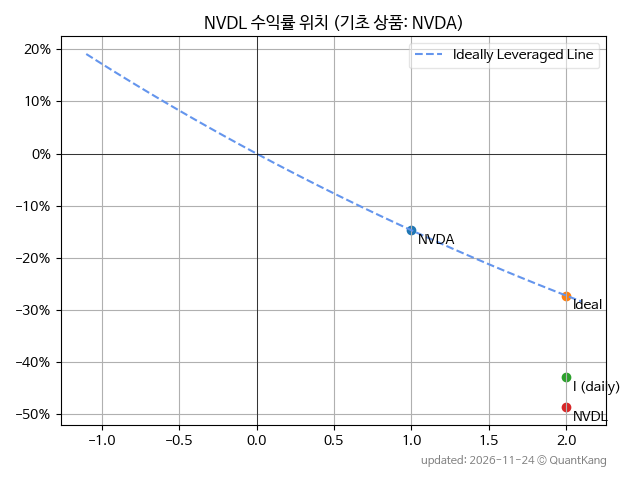 NVDL 수익률 위치 (기초 상품: NVDA)
20%
10%
0%
−10%
−20%
−30%
−40%
−50%
Ideally Leveraged Line
NVDA
Ideal
I (daily)
NVDL
−1.0 −0.5 0.0 0.5 1.0 1.5 2.0
updated: 2026-11-24 © QuantKang